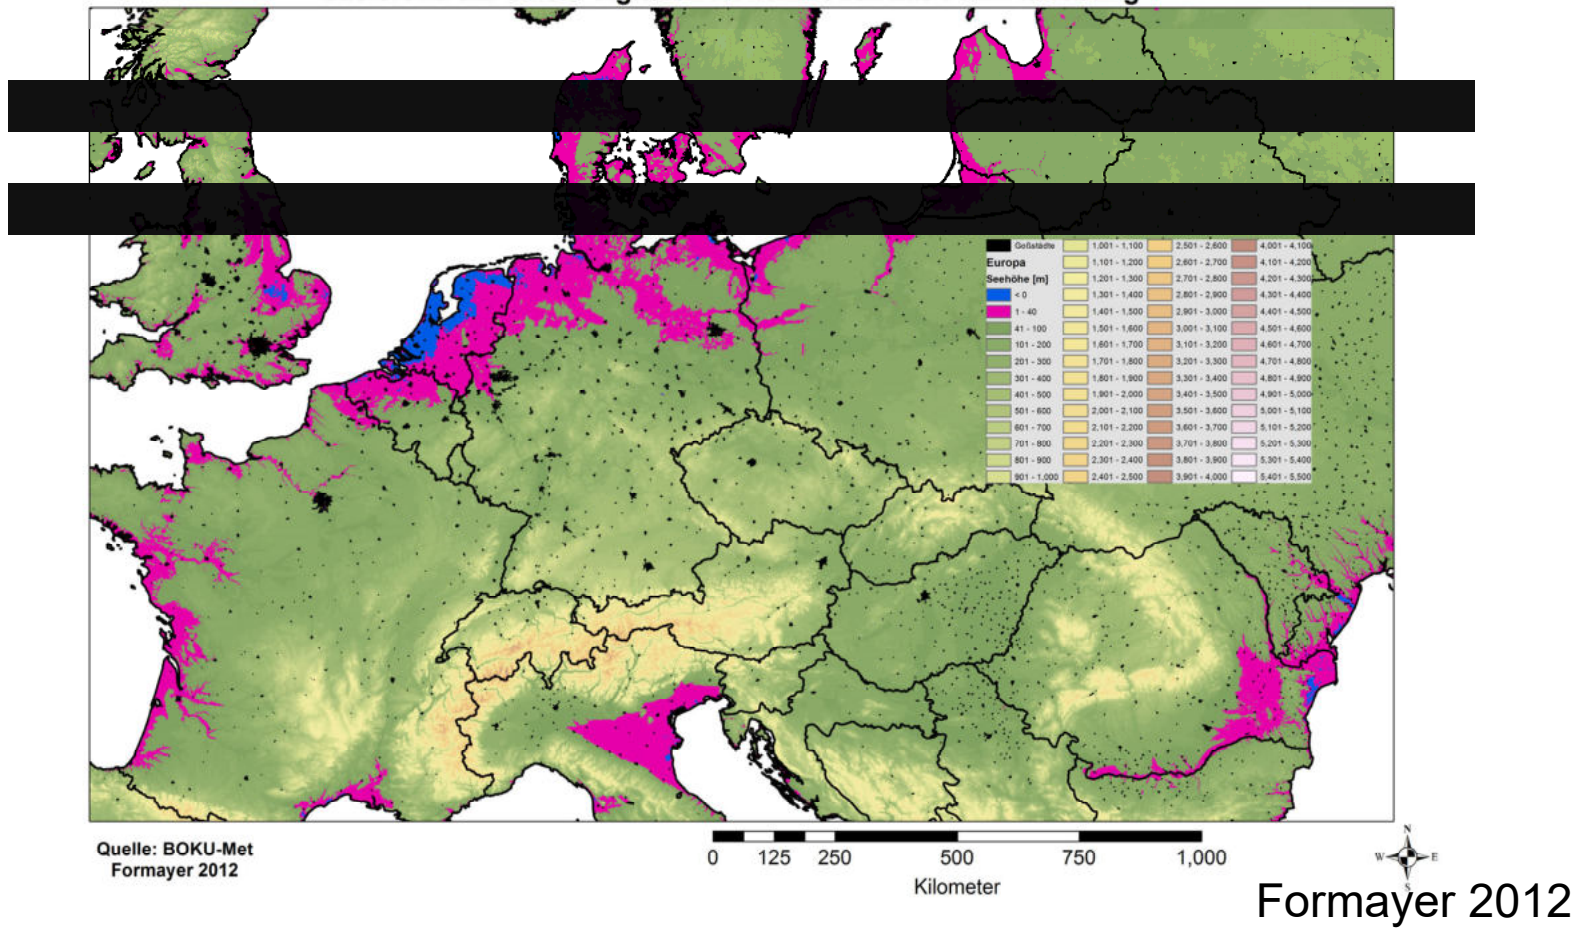 Goßstädte
Europa
Seehöhe [m]
< 0
1 - 40
41 - 100
101 - 200
201 - 300
301 - 400
401 - 500
501 - 600
601 - 700
701 - 800
801 - 900
901 - 1,000
1,001 - 1,100
1,101 - 1,200
1,201 - 1,300
1,301 - 1,400
1,401 - 1,500
1,501 - 1,600
1,601 - 1,700
1,701 - 1,800
1,801 - 1,900
1,901 - 2,000
2,001 - 2,100
2,101 - 2,200
2,201 - 2,300
2,301 - 2,400
2,401 - 2,500
2,501 - 2,600
2,601 - 2,700
2,701 - 2,800
2,801 - 2,900
2,901 - 3,000
3,001 - 3,100
3,101 - 3,200
3,201 - 3,300
3,301 - 3,400
3,401 - 3,500
3,501 - 3,600
3,601 - 3,700
3,701 - 3,800
3,801 - 3,900
3,901 - 4,000
4,001 - 4,100
4,101 - 4,200
4,201 - 4,300
4,301 - 4,400
4,401 - 4,500
4,501 - 4,600
4,601 - 4,700
4,701 - 4,800
4,801 - 4,900
4,901 - 5,000
5,001 - 5,100
5,101 - 5,200
5,201 - 5,300
5,301 - 5,400
5,401 - 5,500
Quelle: BOKU-Met
Formayer 2012
0 125 250 500 750 1,000
Kilometer
N
W E
S
Formayer 2012